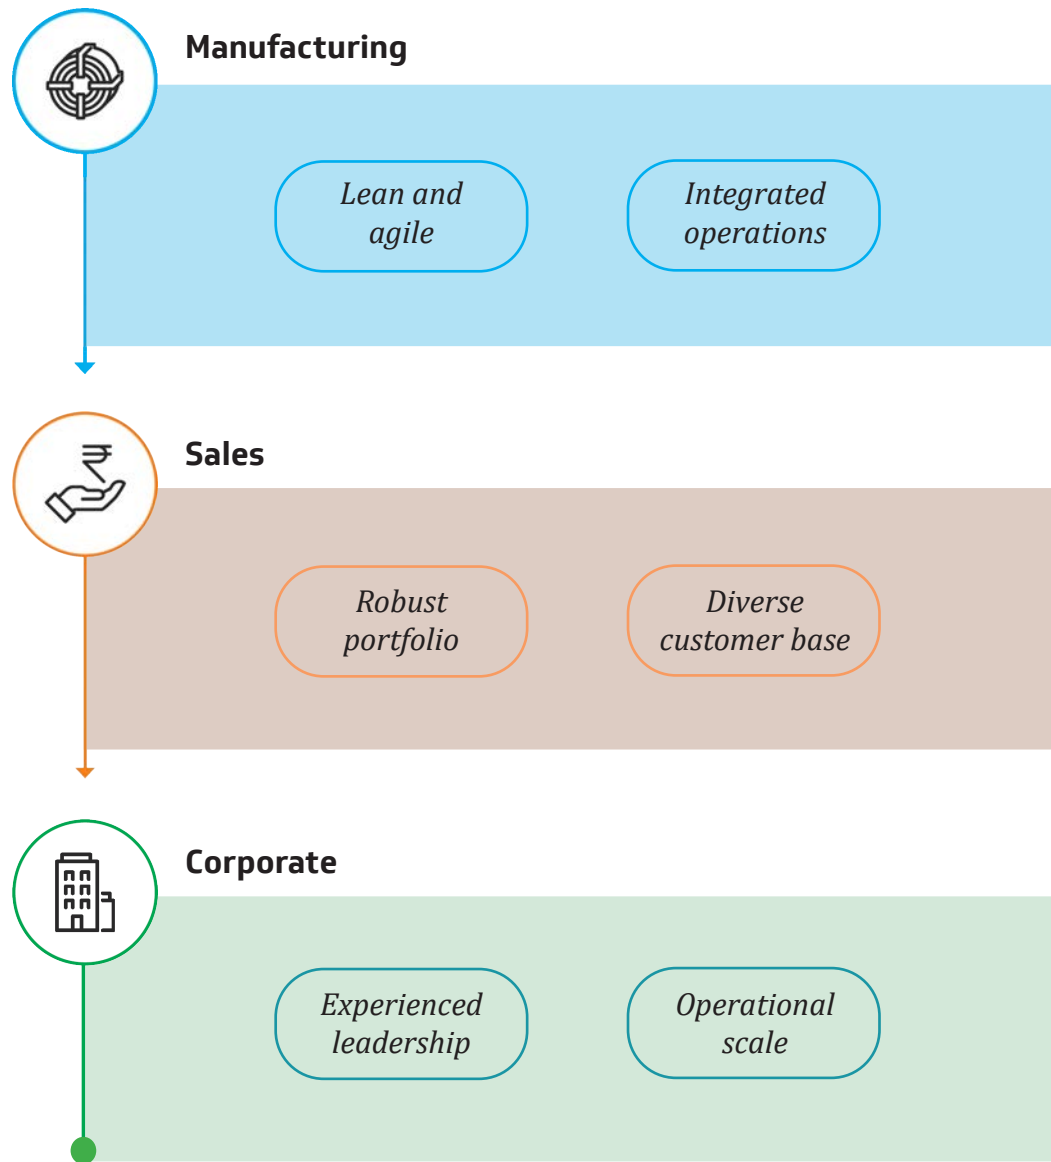 Manufacturing
Lean and
agile
Integrated
operations
Sales
₹
Robust
portfolio
Diverse
customer base
Corporate
Experienced
leadership
Operational
scale